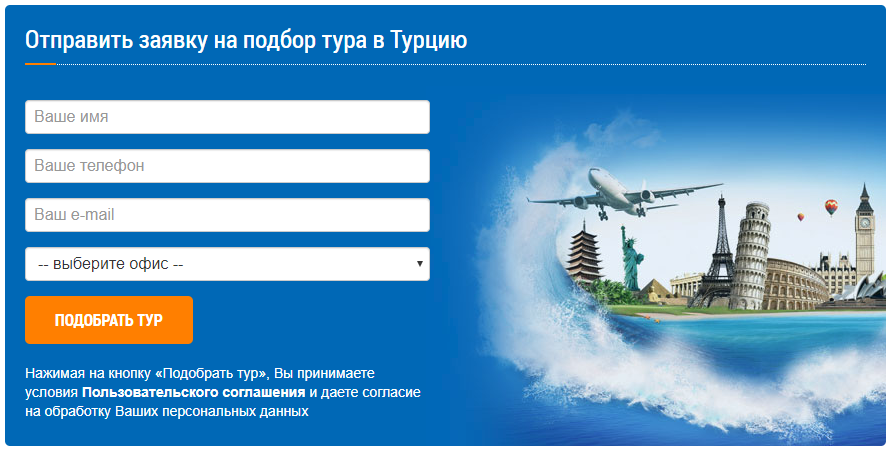 Отправить заявку на подбор тура в Турцию
Ваше имя
Ваше телефон
Ваш e-mail
-- выберите офис --
ПОДОБРАТЬ ТУР
Нажимая на кнопку «Подобрать тур», Вы принимаете
условия Пользовательского соглашения и даете согласие
на обработку Ваших персональных данных